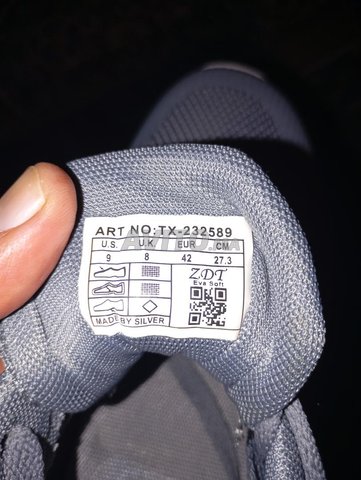 ART NO:TX-232589
U.S. U.K. EUR CM
9 8 42 27.3
ZDT
Eva Soft
MADE BY SILVER